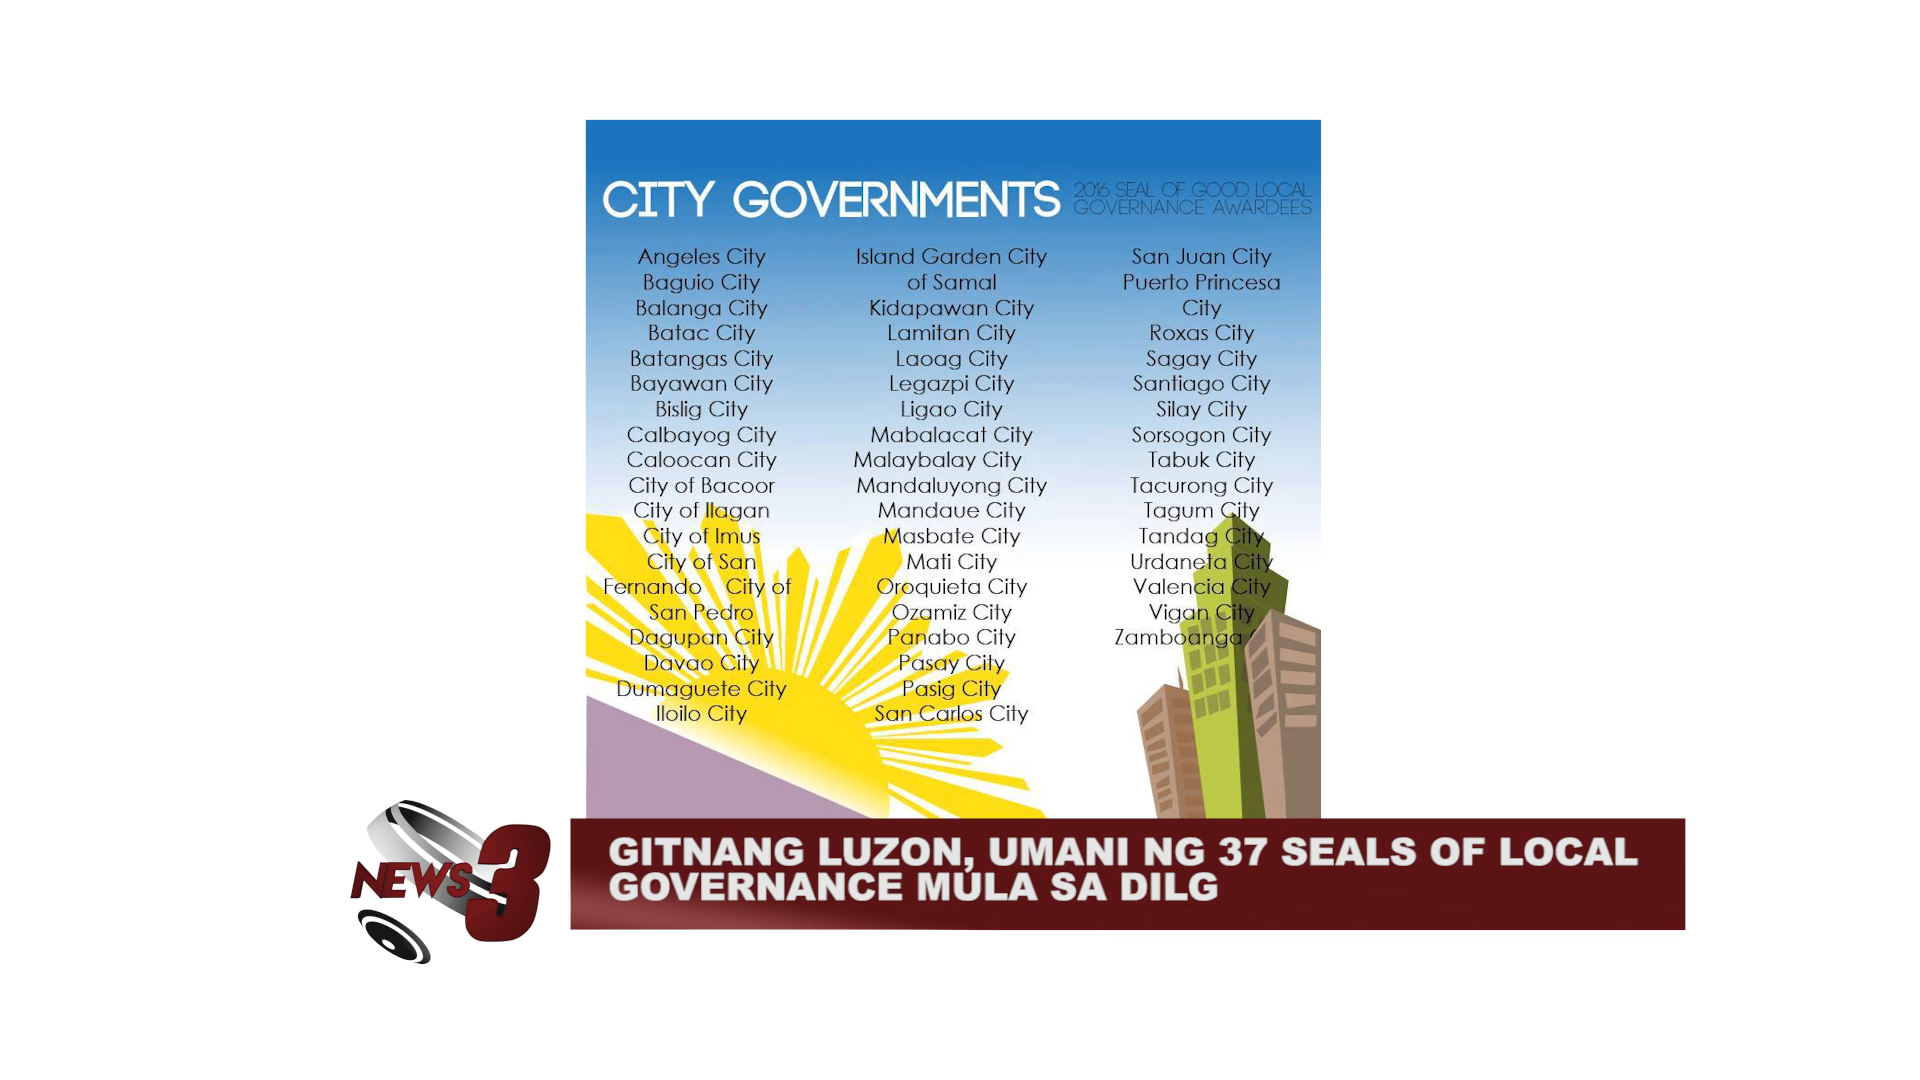 CITY GOVERNMENTS
2016 SEAL OF GOOD LOCAL
GOVERNANCE AWARDEES
Angeles City
Baguio City
Balanga City
Batac City
Batangas City
Bayawan City
Bislig City
Calbayog City
Caloocan City
City of Bacoor
City of Ilagan
City of Imus
City of San
Fernando City of
San Pedro
Dagupan City
Davao City
Dumaguete City
Iloilo City
Island Garden City
of Samal
Kidapawan City
Lamitan City
Laoag City
Legazpi City
Ligao City
Mabalacat City
Malaybalay City
Mandaluyong City
Mandaue City
Masbate City
Mati City
Oroquieta City
Ozamiz City
Panabo City
Pasay City
Pasig City
San Carlos City
San Juan City
Puerto Princesa
City
Roxas City
Sagay City
Santiago City
Silay City
Sorsogon City
Tabuk City
Tacurong City
Tagum City
Tandag City
Urdaneta City
Valencia City
Vigan City
Zamboanga
NEWS 3
GITNANG LUZON, UMANI NG 37 SEALS OF LOCAL
GOVERNANCE MULA SA DILG